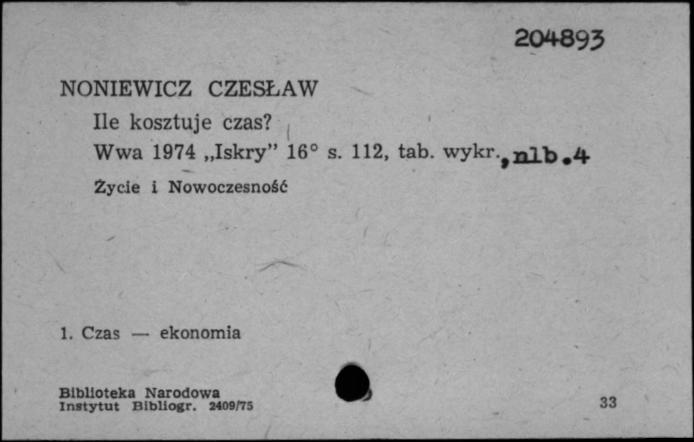 204893
NONIEWICZ CZESŁAW
Ile kosztuje czas?
Wwa 1974 „Iskry” 16° s. 112, tab. wykr., nlb.4
Życie i Nowoczesność
1. Czas — ekonomia
Biblioteka Narodowa
Instytut Bibliogr. 2409/75
33